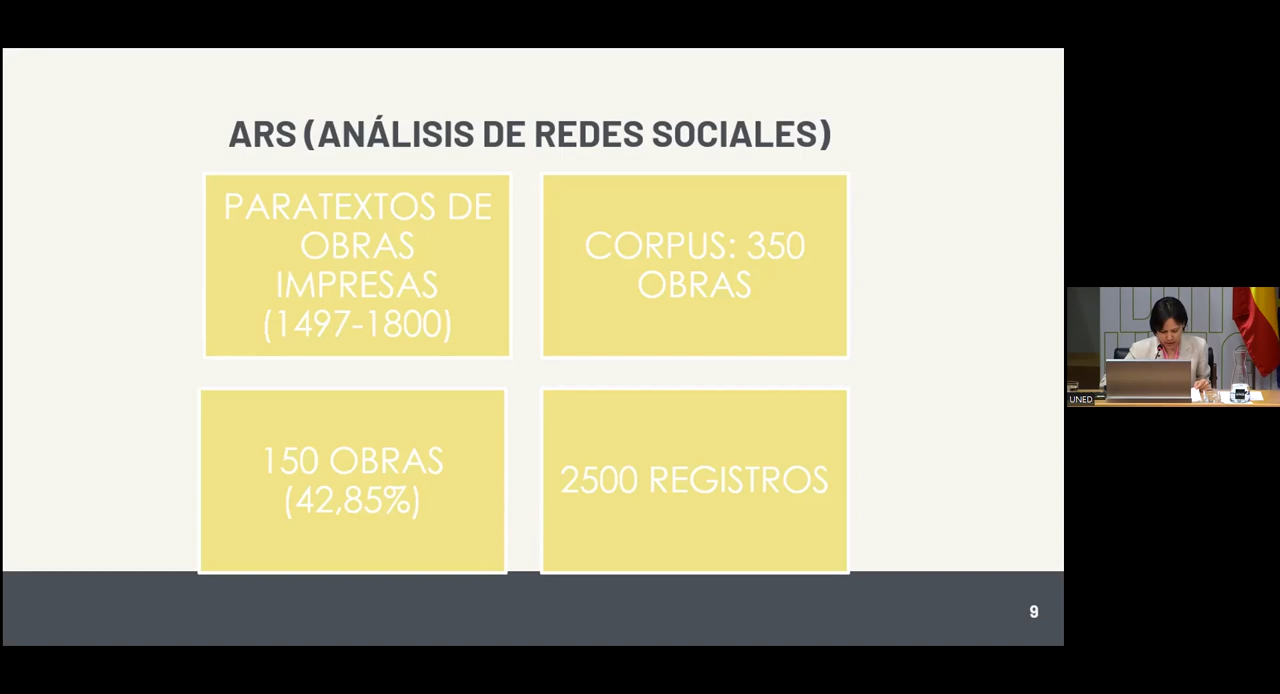 ARS (ANÁLISIS DE REDES SOCIALES)
PARATEXTOS DE
OBRAS
IMPRESAS
(1497-1800)
CORPUS: 350
OBRAS
150 OBRAS
(42,85%)
2500 REGISTROS
9
UNED